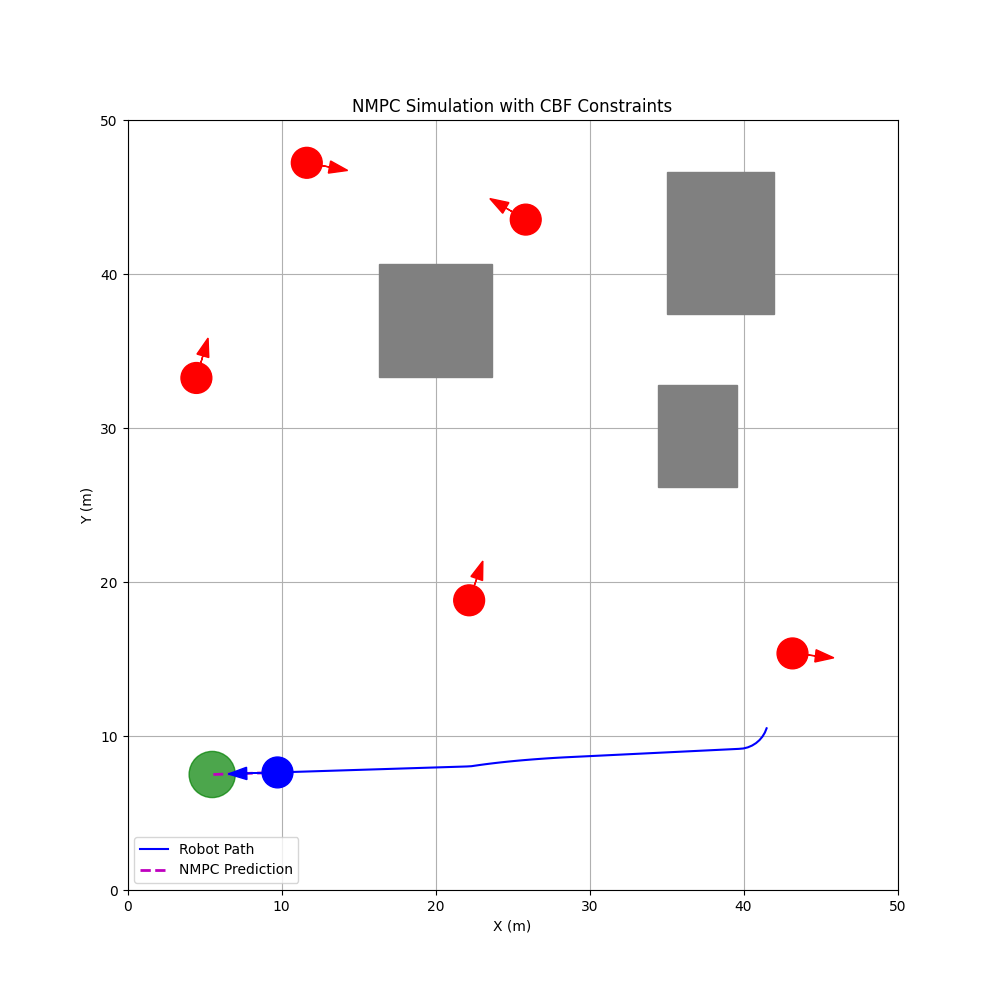 NMPC Simulation with CBF Constraints
50
40
30
20
10
0
Y (m)
Robot Path
NMPC Prediction
0 10 20 30 40 50
X (m)